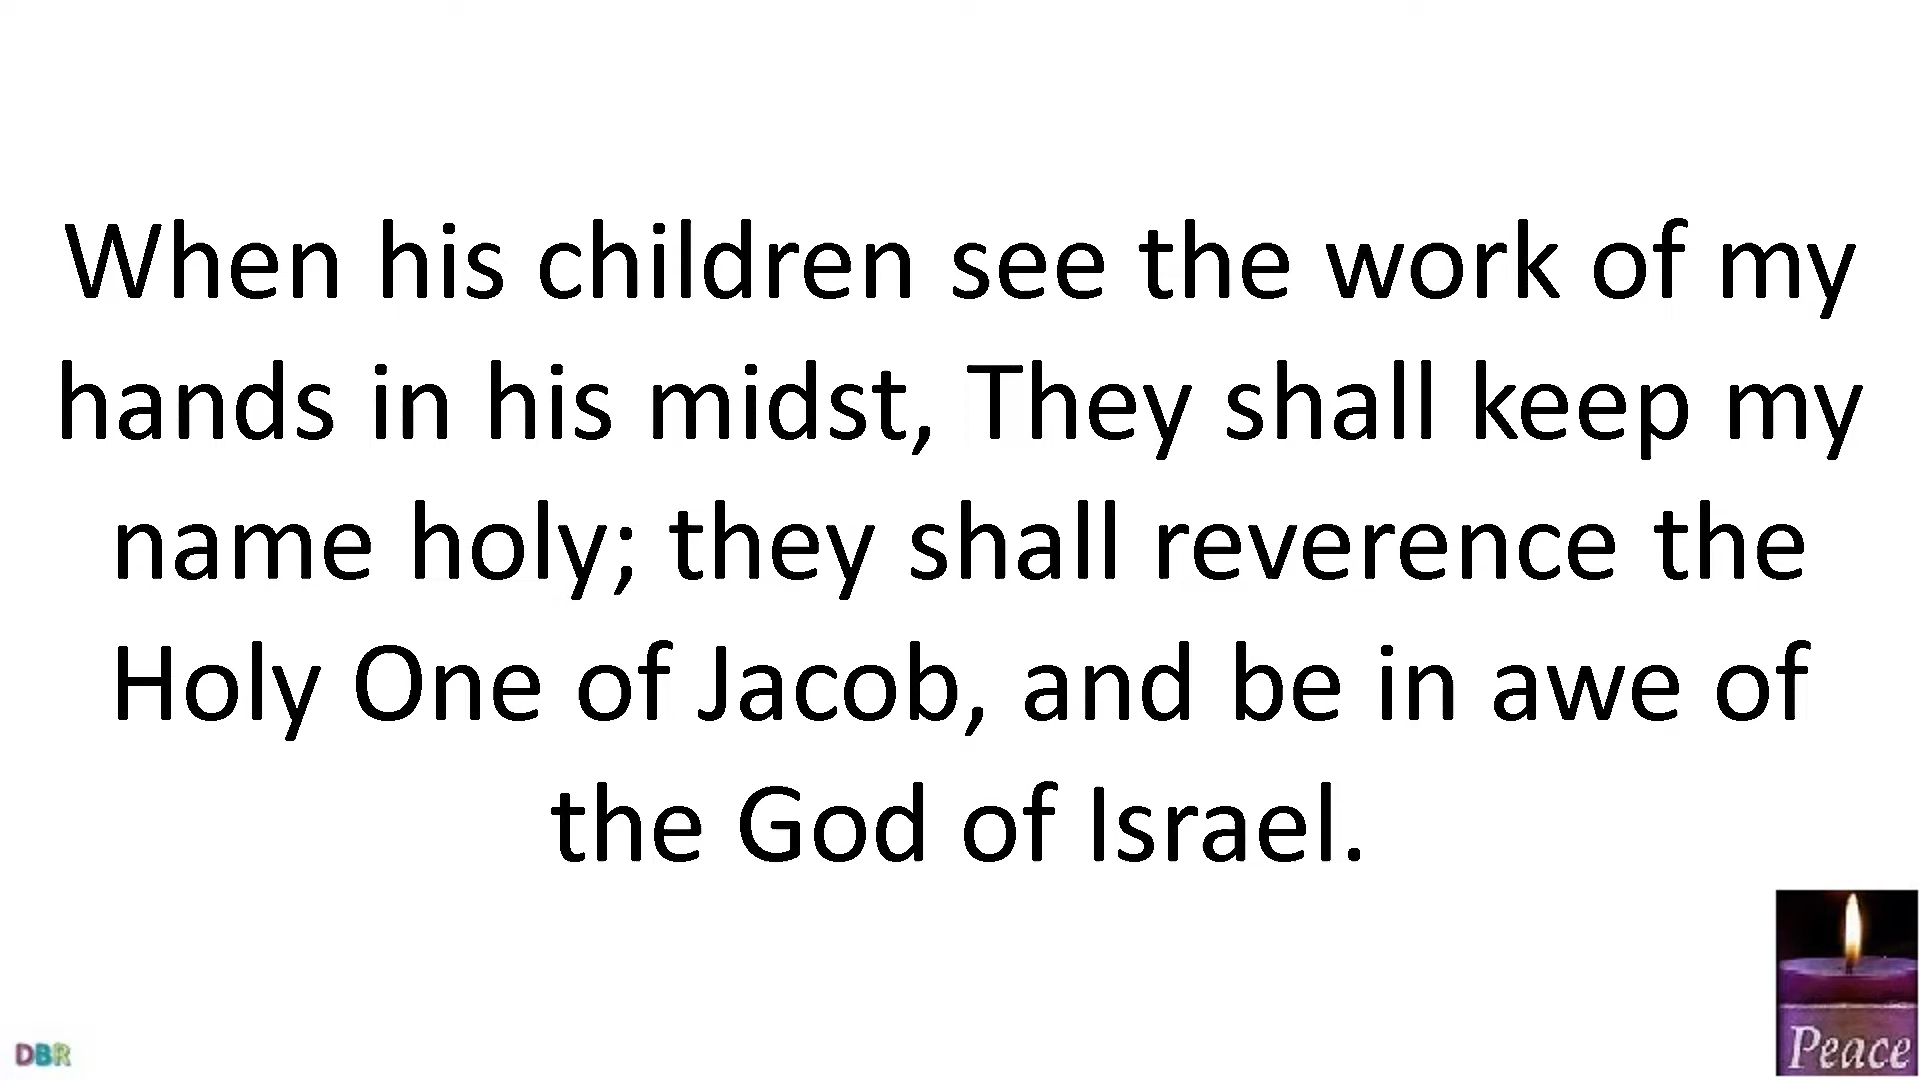 When his children see the work of my
hands in his midst, They shall keep my
name holy; they shall reverence the
Holy One of Jacob, and be in awe of
the God of Israel.
Peace
DBR